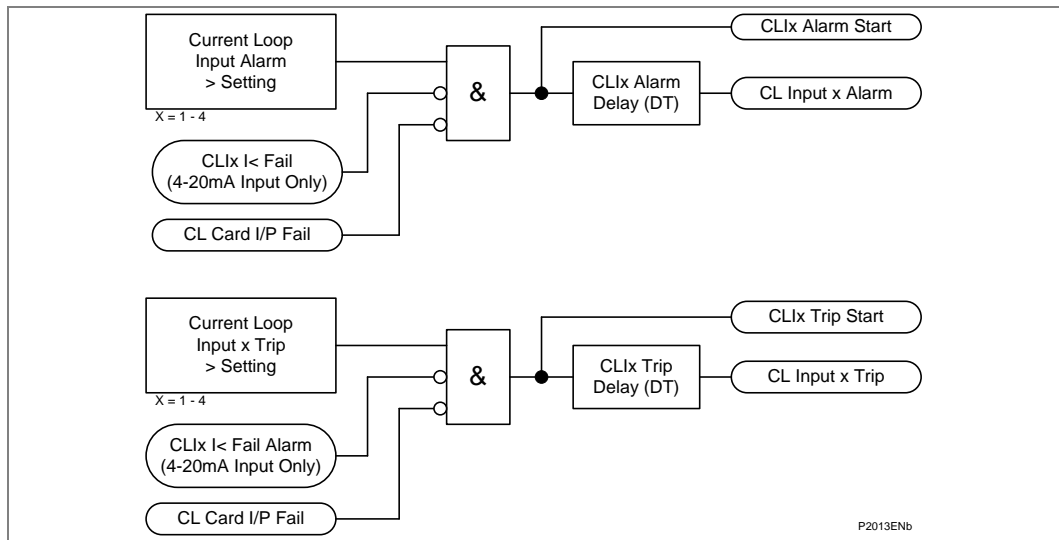 Current Loop
Input Alarm
> Setting
X = 1 - 4
CLIx I< Fail
(4-20mA Input Only)
CL Card I/P Fail
&
CLIx Alarm Start
CLIx Alarm
Delay (DT)
CL Input x Alarm
Current Loop
Input x Trip
> Setting
X = 1 - 4
CLIx I< Fail Alarm
(4-20mA Input Only)
CL Card I/P Fail
&
CLIx Trip Start
CLIx Trip
Delay (DT)
CL Input x Trip
P2013ENb